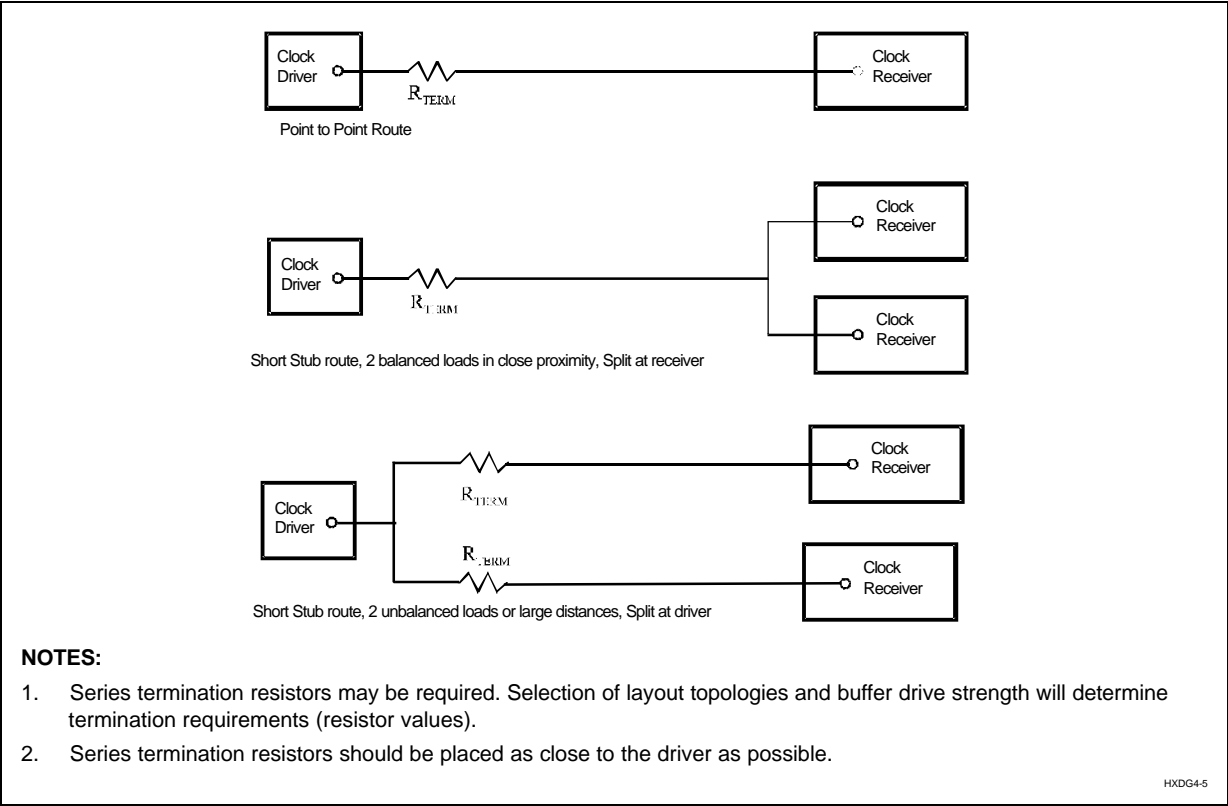 Clock
Driver
RTERM
Clock
Receiver
Point to Point Route
Clock
Receiver
Clock
Driver
RTERM
Clock
Receiver
Short Stub route, 2 balanced loads in close proximity, Split at receiver
Clock
Receiver
RTERM
Clock
Driver
RTERM
Clock
Receiver
Short Stub route, 2 unbalanced loads or large distances, Split at driver
NOTES:
1. Series termination resistors may be required. Selection of layout topologies and buffer drive strength will determine
termination requirements (resistor values).
2. Series termination resistors should be placed as close to the driver as possible.
HXDG4-5